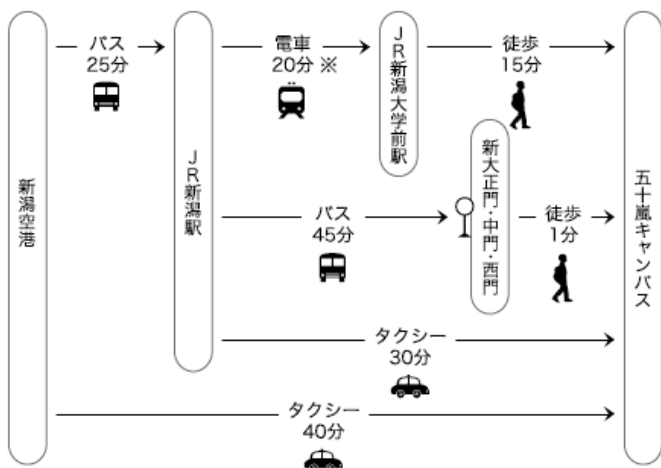 新潟空港
バス
25分
JR新潟駅
電車
20分 ※
JR新潟大学前駅
徒歩
15分
バス
45分
新大正門・中門・西門
徒歩
1分
タクシー
30分
タクシー
40分
五十嵐キャンパス